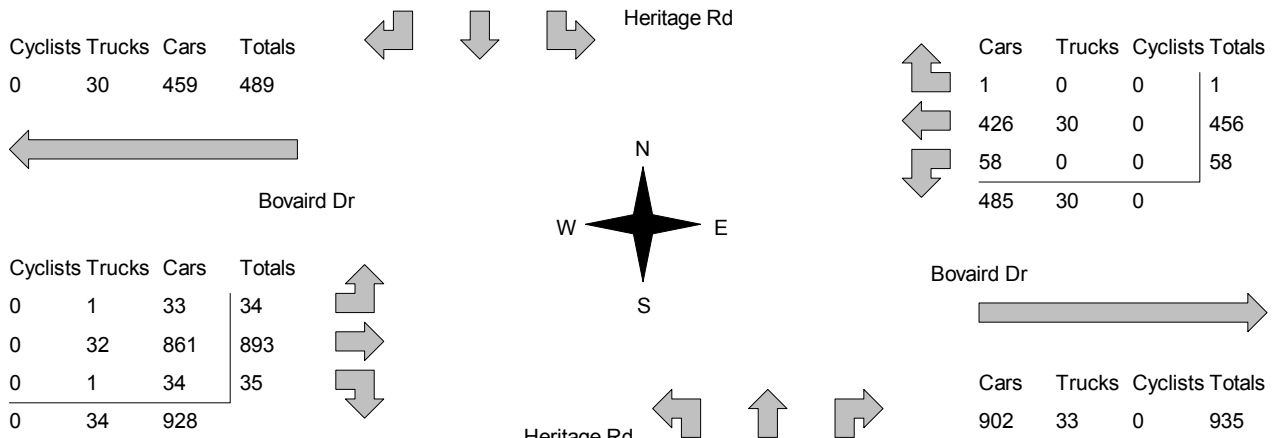 Heritage Rd
Cyclists Trucks Cars Totals
0 30 459 489
Cars Trucks Cyclists Totals
1 0 0 1
426 30 0 456
58 0 0 58
485 30 0
N
W E
S
Bovaird Dr
Cyclists Trucks Cars Totals
0 1 33 34
0 32 861 893
0 1 34 35
0 34 928
Bovaird Dr
Cars Trucks Cyclists Totals
902 33 0 935
Heritage Rd